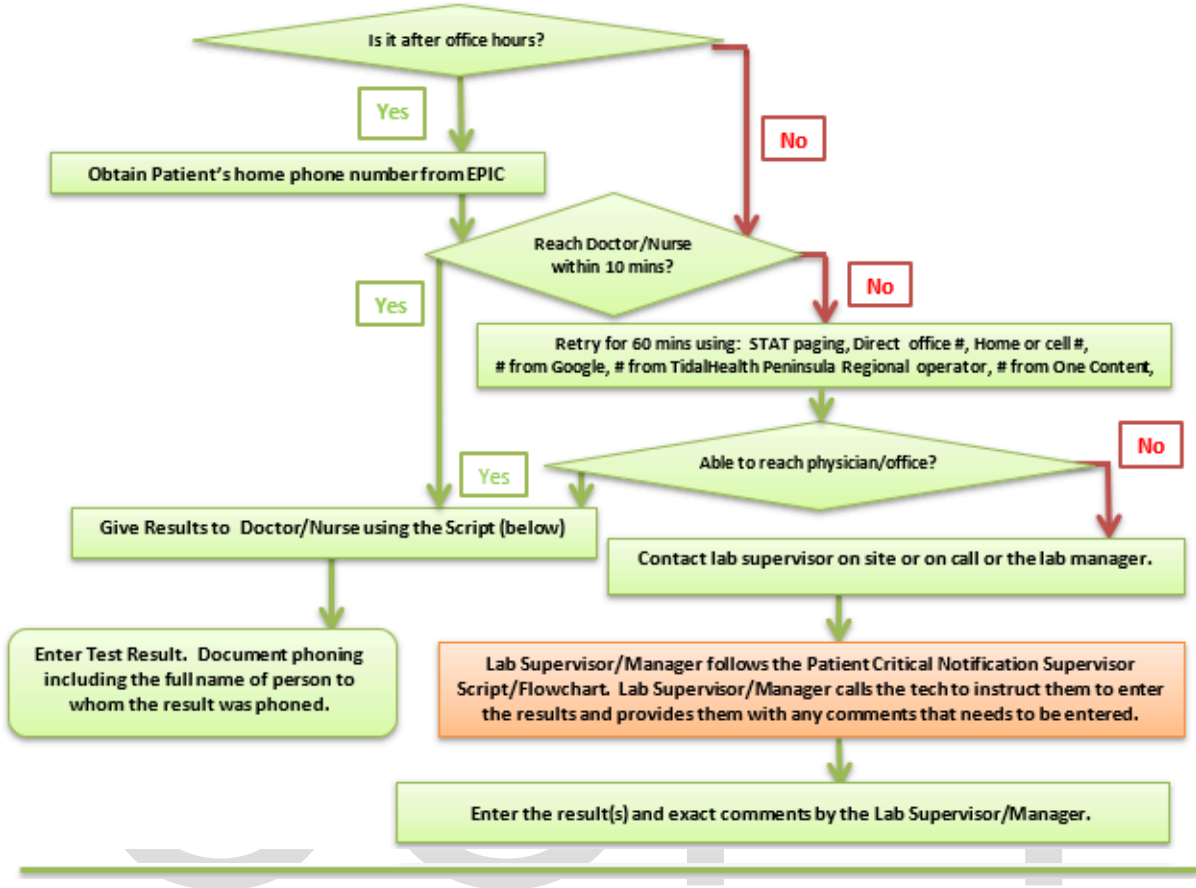 Is it after office hours?
Yes
No
Obtain Patient's home phone number from EPIC
Reach Doctor/Nurse
within 10 mins?
Yes
No
Retry for 60 mins using: STAT paging, Direct office #, Home or cell #,
# from Google, # from TidalHealth Peninsula Regional operator, # from One Content,
Able to reach physician/office?
Yes
No
Give Results to Doctor/Nurse using the Script (below)
Contact lab supervisor on site or on call or the lab manager.
Enter Test Result. Document phoning
including the full name of person to
whom the result was phoned.
Lab Supervisor/Manager follows the Patient Critical Notification Supervisor
Script/Flowchart. Lab Supervisor/Manager calls the tech to instruct them to enter
the results and provides them with any comments that needs to be entered.
Enter the result(s) and exact comments by the Lab Supervisor/Manager.